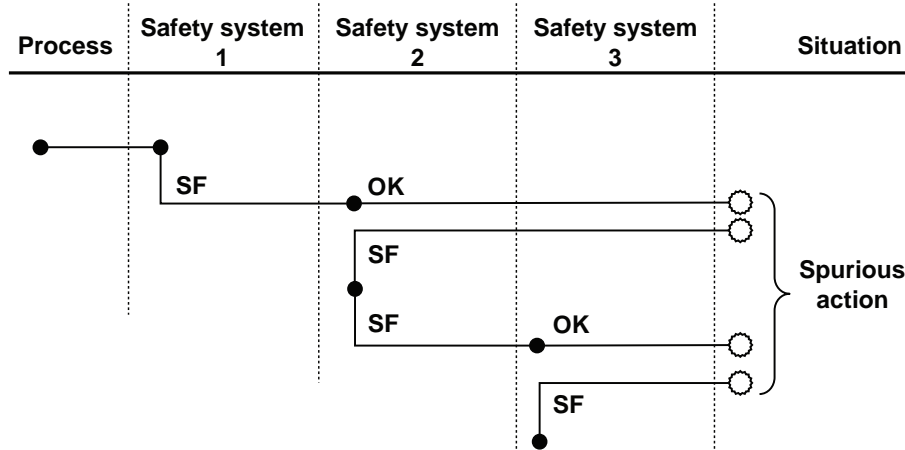 Process
Safety system
1
Safety system
2
Safety system
3
Situation
SF
OK
SF
SF
OK
SF
Spurious
action